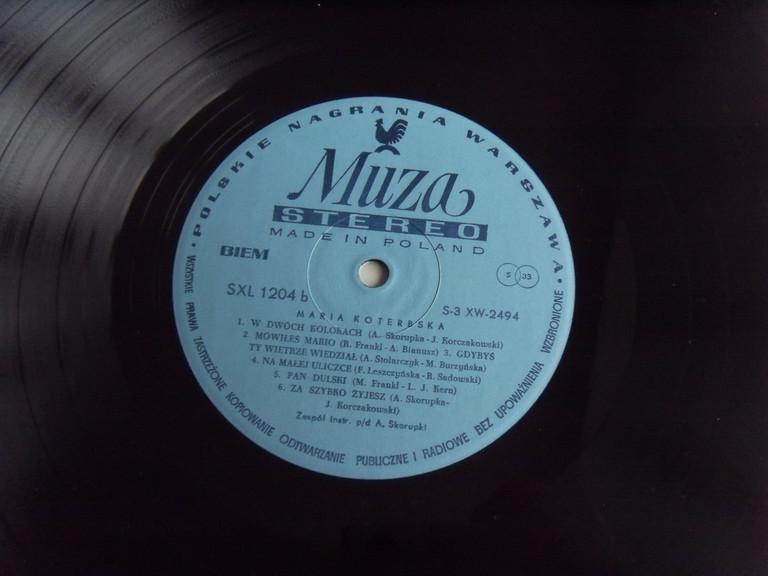 • POLSKIE NAGRANIA WARSZAWA •
Muza
STEREO
MADE IN POLAND
BIEM
S 33
SXL 1204 b
S-3 XW-2494
MARIA KOTERBSKA
1. W DWÓCH KOLORACH (A. Skorupka - J. Korczakowski)
2. MÓWIŁEŚ MARIO (R. Frankl - A. Bianusz) 3. GDYBYŚ
TY WIETRZE WIEDZIAŁ (A. Stolarczyk - M. Burzyńska)
4. NA MAŁEJ ULICZCE (F. Leszczyńska - R. Sadowski)
5. PAN DULSKI (M. Frankl - L. J. Kern)
6. ZA SZYBKO ŻYJESZ (A. Skorupka-
J. Korczakowski)
Zespół Instr. p/d A. Skorupki
WSZYSTKIE PRAWA ZASTRZEŻONE KOPIOWANIE ODTWARZANIE PUBLICZNE I RADIOWE BEZ UPOWAŻNIENIA WZBRONIONE